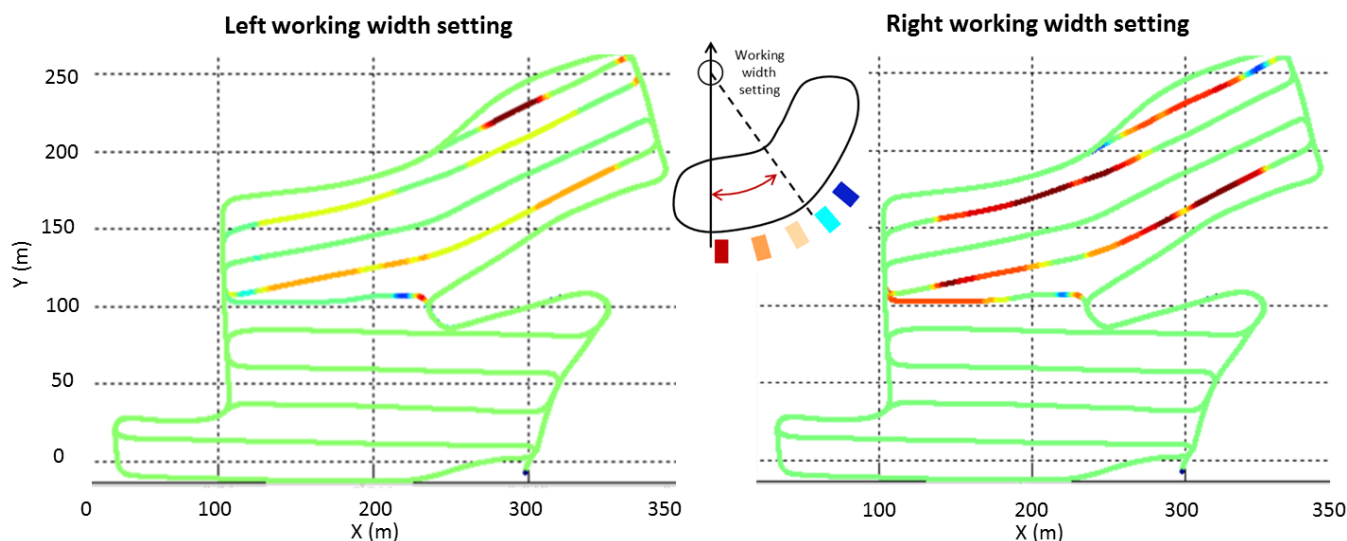 Left working width setting
Right working width setting
Working
width
setting
Y (m)
250
200
150
100
50
0
0
100
200
300
350
X (m)
100
200
300
350
X (m)